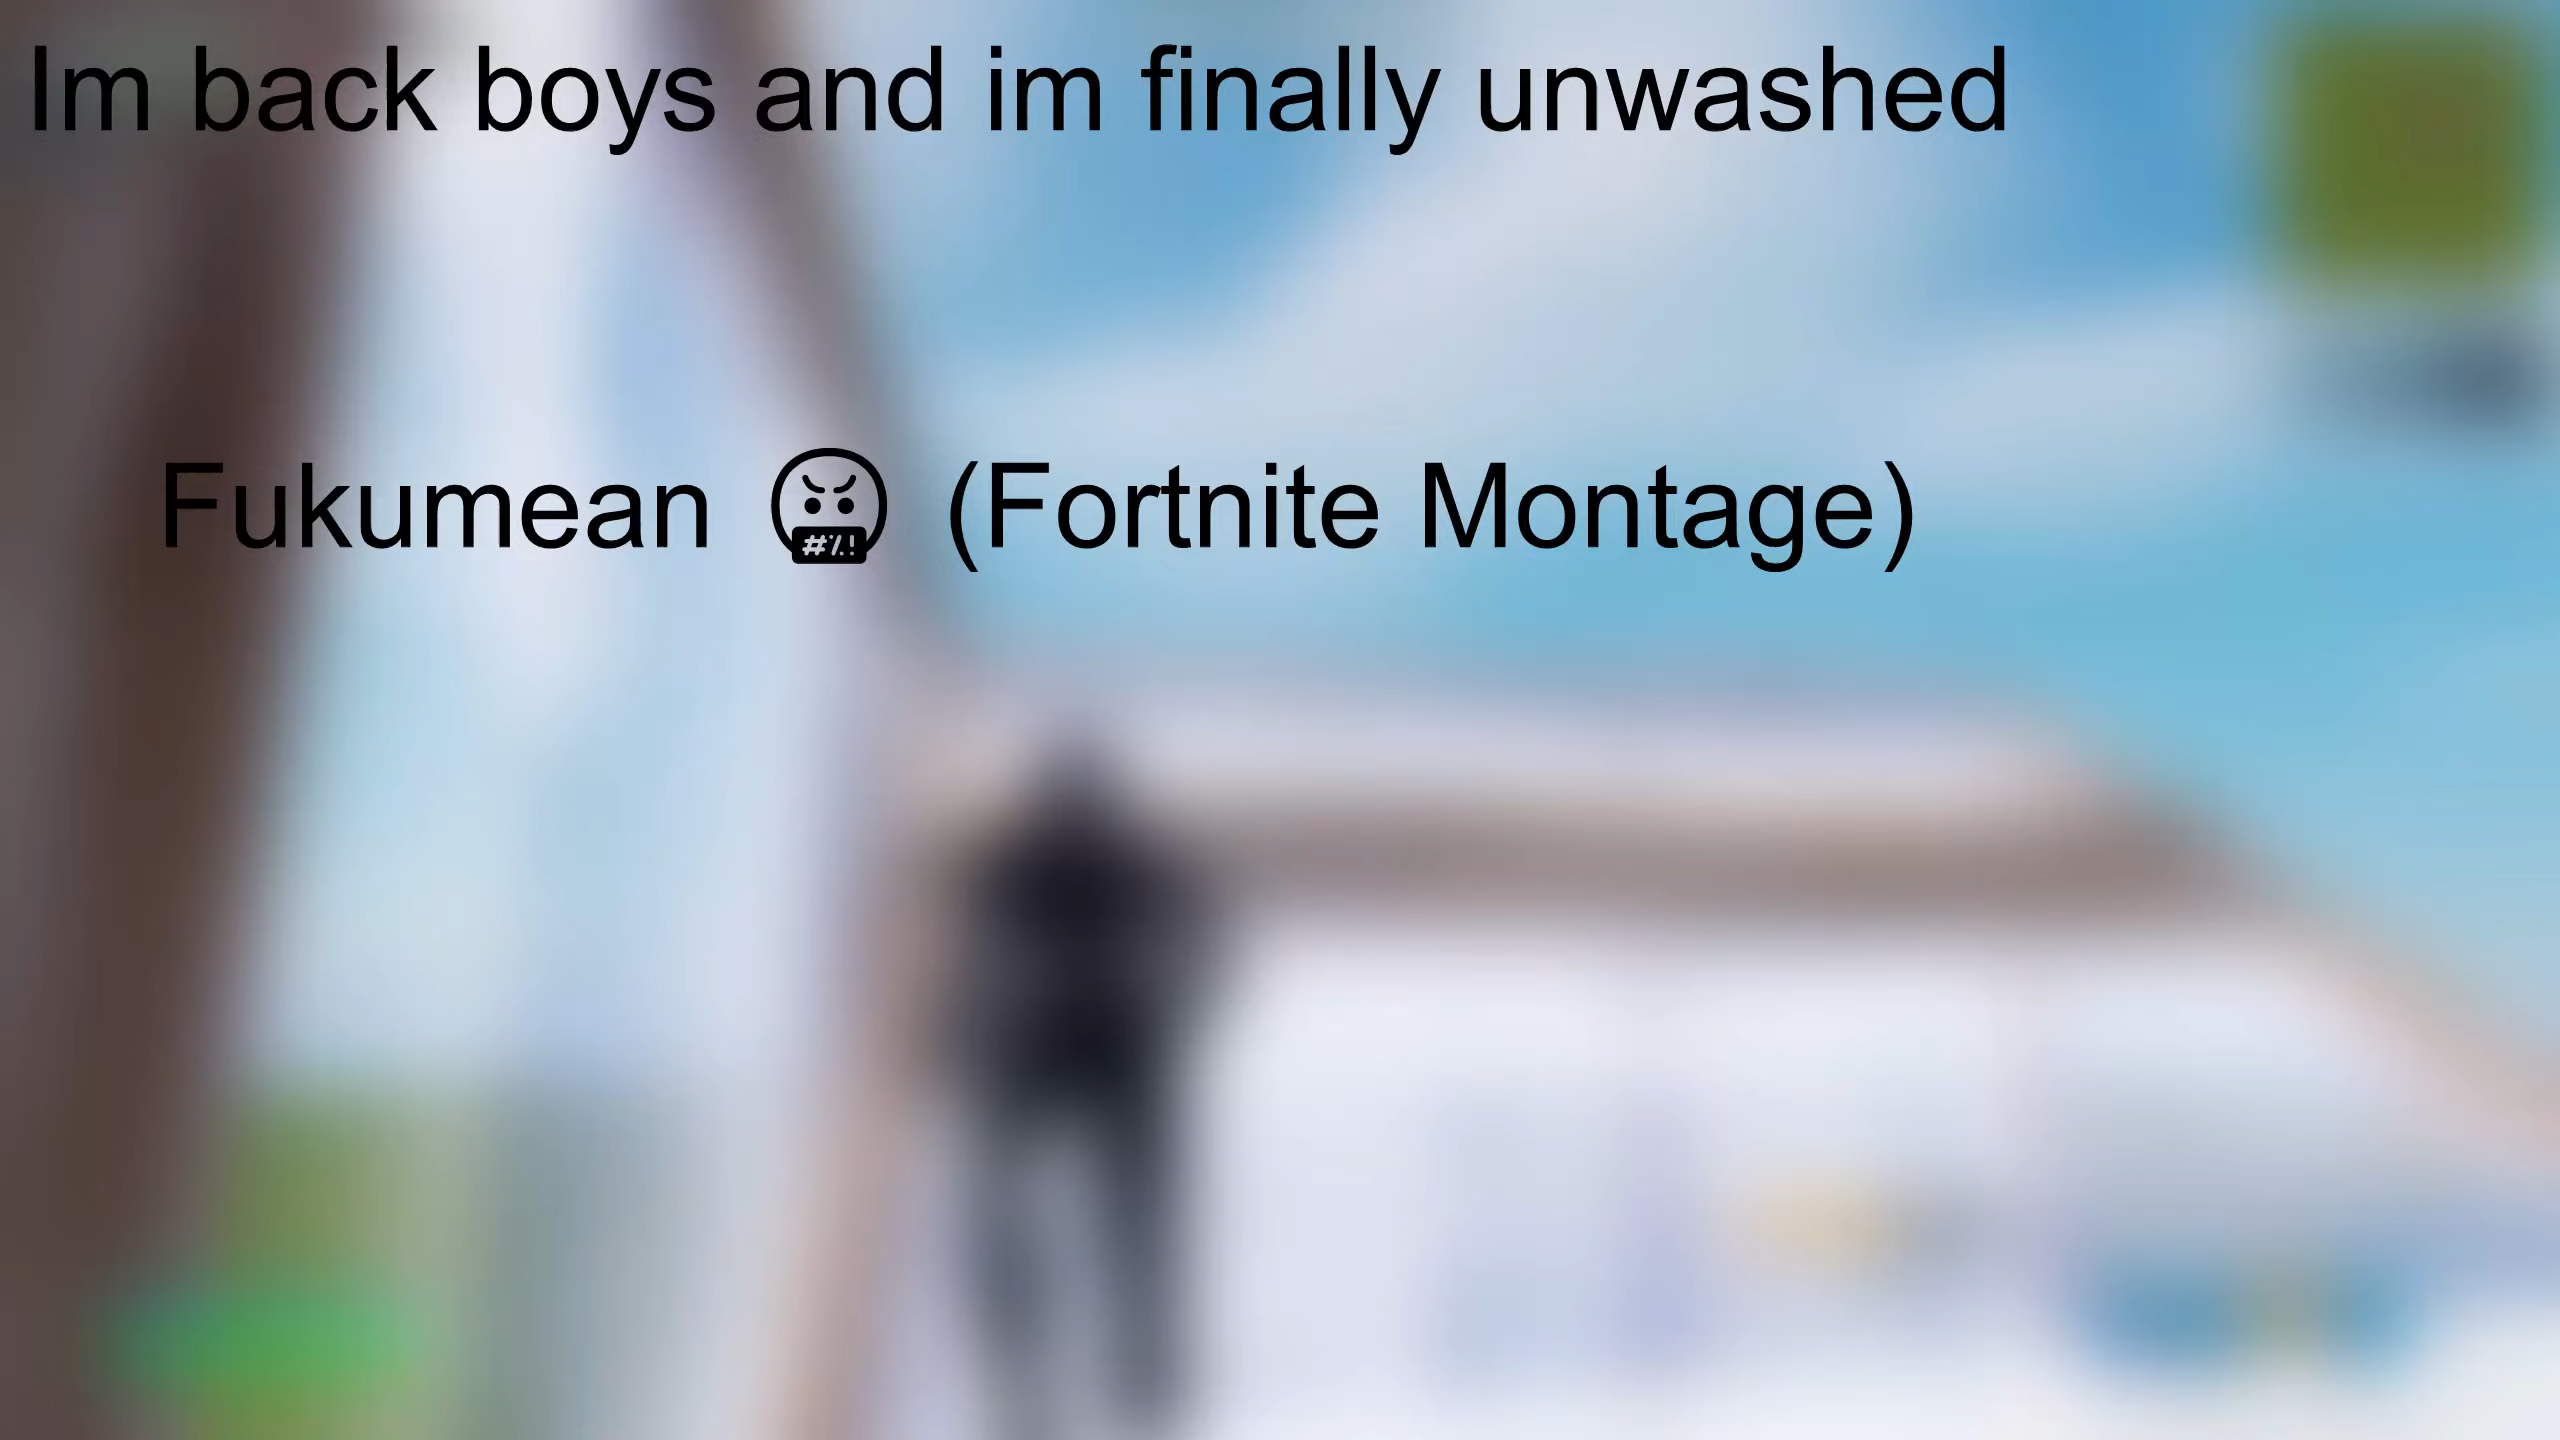 Im back boys and im finally unwashed
Fukumean 🤬 (Fortnite Montage)